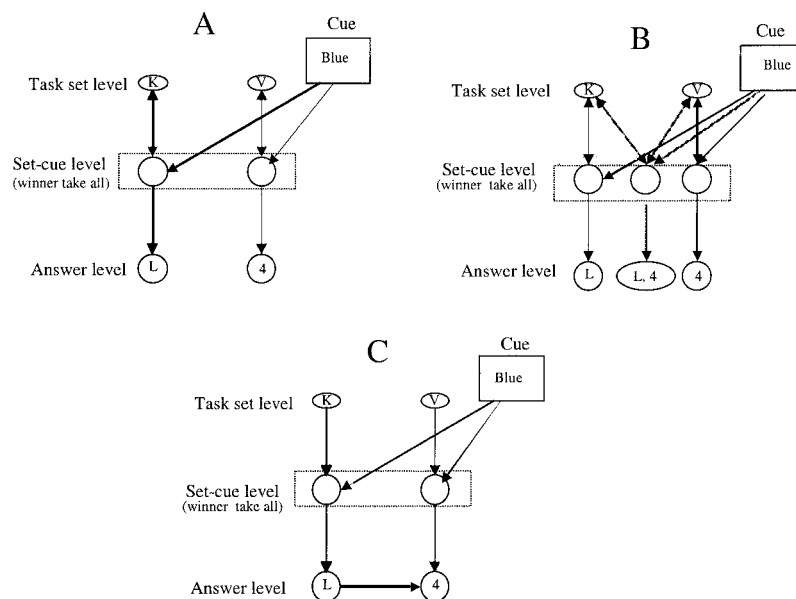 A
Cue
Blue
Task set level
K
V
Set-cue level
(winner take all)
Answer level
L
4
B
Cue
Blue
Task set level
K
V
Set-cue level
(winner take all)
Answer level
L
L, 4
4
C
Cue
Blue
Task set level
K
V
Set-cue level
(winner take all)
Answer level
L
4